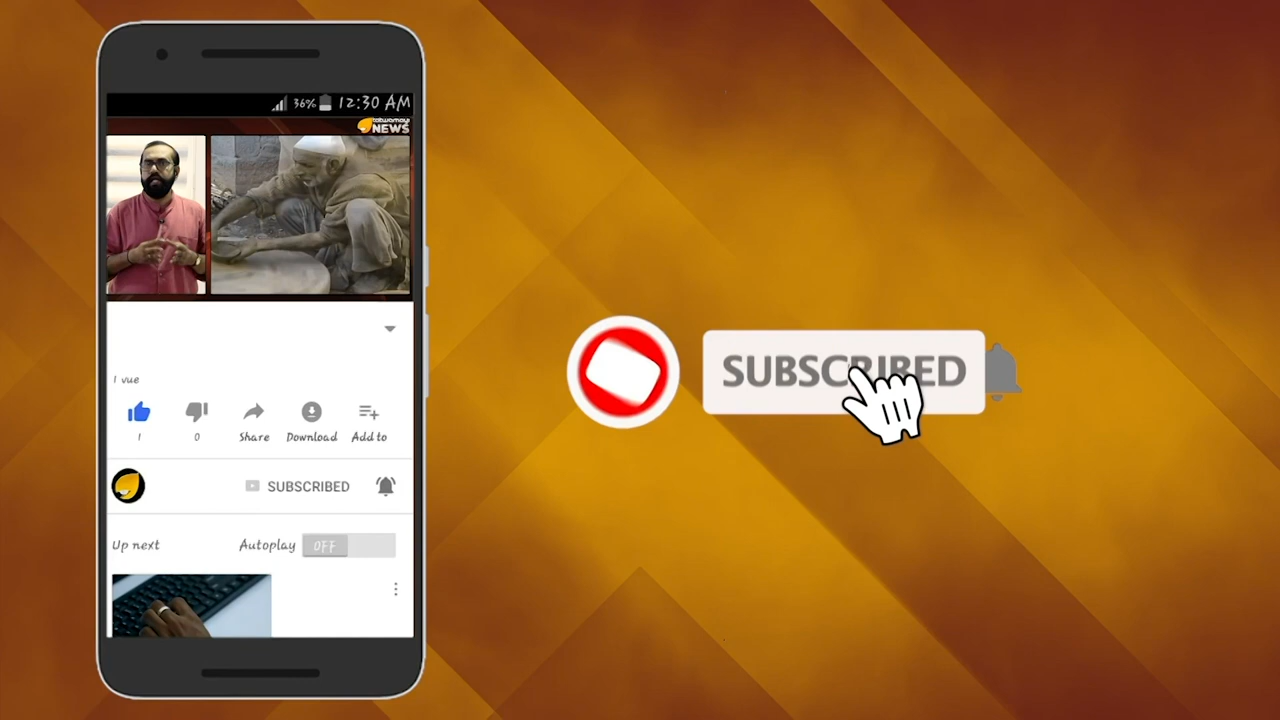 36% 12:30 AM
tatwamayi
NEWS
1 vue
1
0
Share
Download
Add to
SUBSCRIBED
Up next
Autoplay
OFF
SUBSCRIBED